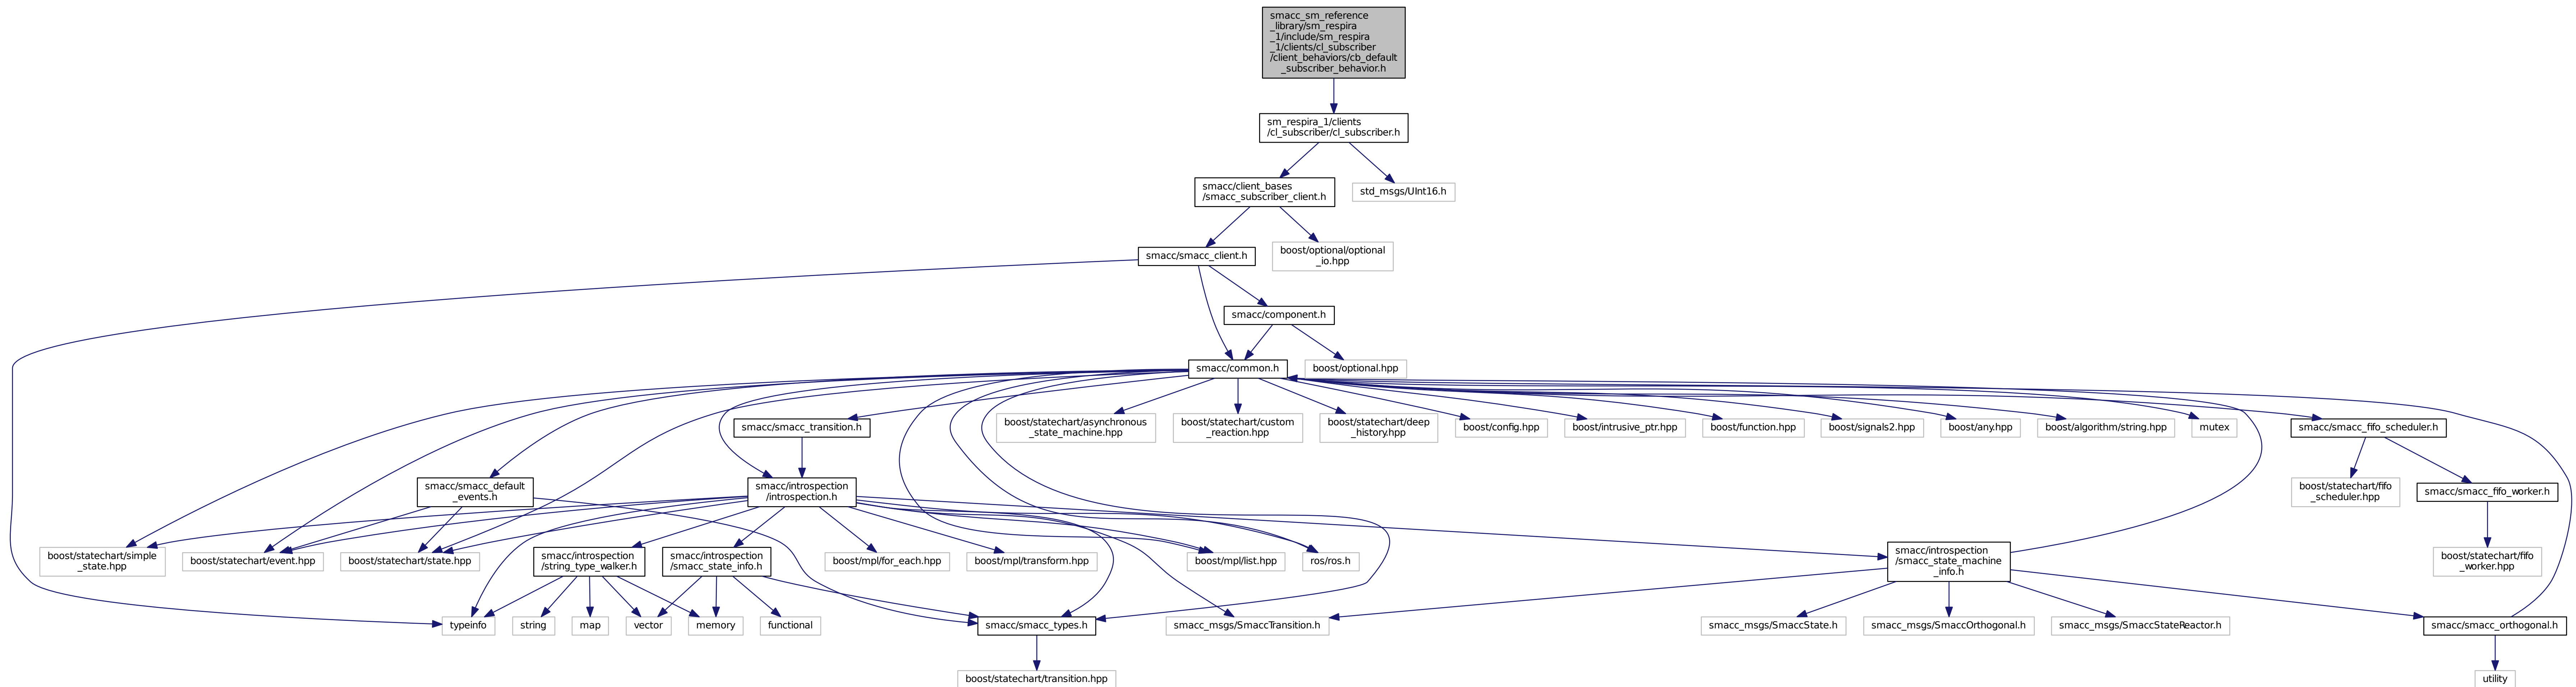 smacc_sm_reference
_library/sm_respira
_1/include/sm_respira
_1/clients/cl_subscriber
/client_behaviors/cb_default
_subscriber_behavior.h
sm_respira_1/clients
/cl_subscriber/cl_subscriber.h
smacc/client_bases
/smacc_subscriber_client.h
std_msgs/UInt16.h
smacc/smacc_client.h
boost/optional/optional
_io.hpp
smacc/component.h
smacc/common.h
boost/optional.hpp
smacc/smacc_transition.h
boost/statechart/asynchronous
_state_machine.hpp
boost/statechart/custom
_reaction.hpp
boost/statechart/deep
_history.hpp
boost/config.hpp
boost/intrusive_ptr.hpp
boost/function.hpp
boost/signals2.hpp
boost/any.hpp
boost/algorithm/string.hpp
mutex
smacc/smacc_fifo_scheduler.h
smacc/smacc_default
_events.h
smacc/introspection
/introspection.h
boost/statechart/fifo
_scheduler.hpp
smacc/smacc_fifo_worker.h
boost/statechart/simple
_state.hpp
boost/statechart/event.hpp
boost/statechart/state.hpp
smacc/introspection
/string_type_walker.h
smacc/introspection
/smacc_state_info.h
boost/mpl/for_each.hpp
boost/mpl/transform.hpp
boost/mpl/list.hpp
ros/ros.h
smacc/introspection
/smacc_state_machine
_info.h
boost/statechart/fifo
_worker.hpp
typeinfo
string
map
vector
memory
functional
smacc/smacc_types.h
smacc_msgs/SmaccTransition.h
smacc_msgs/SmaccState.h
smacc_msgs/SmaccOrthogonal.h
smacc_msgs/SmaccStateReactor.h
smacc/smacc_orthogonal.h
boost/statechart/transition.hpp
utility